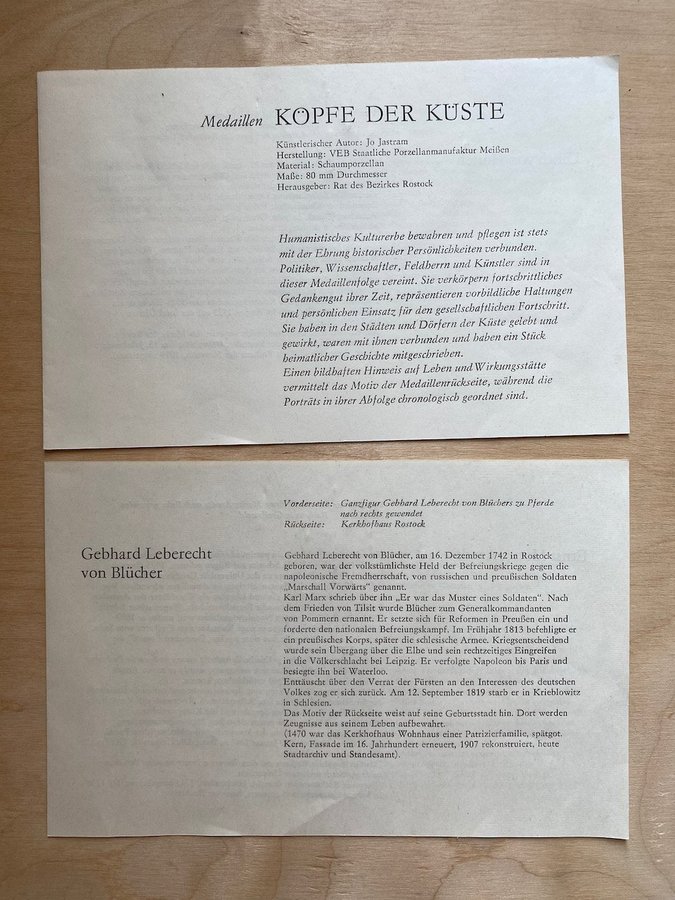 Medaillen KÖPFE DER KÜSTE
Künstlerischer Autor: Jo Jastram
Herstellung: VEB Staatliche Porzellanmanufaktur Meißen
Material: Schaumporzellan
Maße: 80 mm Durchmesser
Herausgeber: Rat des Bezirkes Rostock
Humanistisches Kulturerbe bewahren und pflegen ist stets
mit der Ehrung historischer Persönlichkeiten verbunden.
Politiker, Wissenschaftler, Feldherrn und Künstler sind in
dieser Medaillenfolge vereint. Sie verkörpern fortschrittliches
Gedankengut ihrer Zeit, repräsentieren vorbildliche Haltungen
und persönlichen Einsatz für den gesellschaftlichen Fortschritt.
Sie haben in den Städten und Dörfern der Küste gelebt und
gewirkt, waren mit ihnen verbunden und haben ein Stück
heimatlicher Geschichte mitgeschrieben.
Einen bildhaften Hinweis auf Leben und Wirkungsstätte
vermittelt das Motiv der Medaillenrückseite, während die
Porträts in ihrer Abfolge chronologisch geordnet sind.
Vorderseite: Ganzfigur Gebhard Leberecht von Blüchers zu Pferde
nach rechts gewendet
Rückseite: Kerkhofhaus Rostock
Gebhard Leberecht
von Blücher
Gebhard Leberecht von Blücher, am 16. Dezember 1742 in Rostock
geboren, war der volkstümlichste Held der Befreiungskriege gegen die
napoleonische Fremdherrschaft, von russischen und preußischen Soldaten
„Marschall Vorwärts" genannt.
Karl Marx schrieb über ihn „Er war das Muster eines Soldaten". Nach
dem Frieden von Tilsit wurde Blücher zum Generalkommandanten
von Pommern ernannt. Er setzte sich für Reformen in Preußen ein und
forderte den nationalen Befreiungskampf. Im Frühjahr 1813 befehligte er
ein preußisches Korps, später die schlesische Armee. Kriegsentscheidend
wurde sein Übergang über die Elbe und sein rechtzeitiges Eingreifen
in die Völkerschlacht bei Leipzig. Er verfolgte Napoleon bis Paris und
besiegte ihn bei Waterloo.
Enttäuscht über den Verrat der Fürsten an den Interessen des deutschen
Volkes zog er sich zurück. Am 12. September 1819 starb er in Krieblowitz
in Schlesien.
Das Motiv der Rückseite weist auf seine Geburtsstadt hin. Dort werden
Zeugnisse aus seinem Leben aufbewahrt.
(1470 war das Kerkhofhaus Wohnhaus einer Patrizierfamilie, spätgot.
Kern, Fassade im 16. Jahrhundert erneuert, 1907 rekonstruiert, heute
Stadtarchiv und Standesamt).